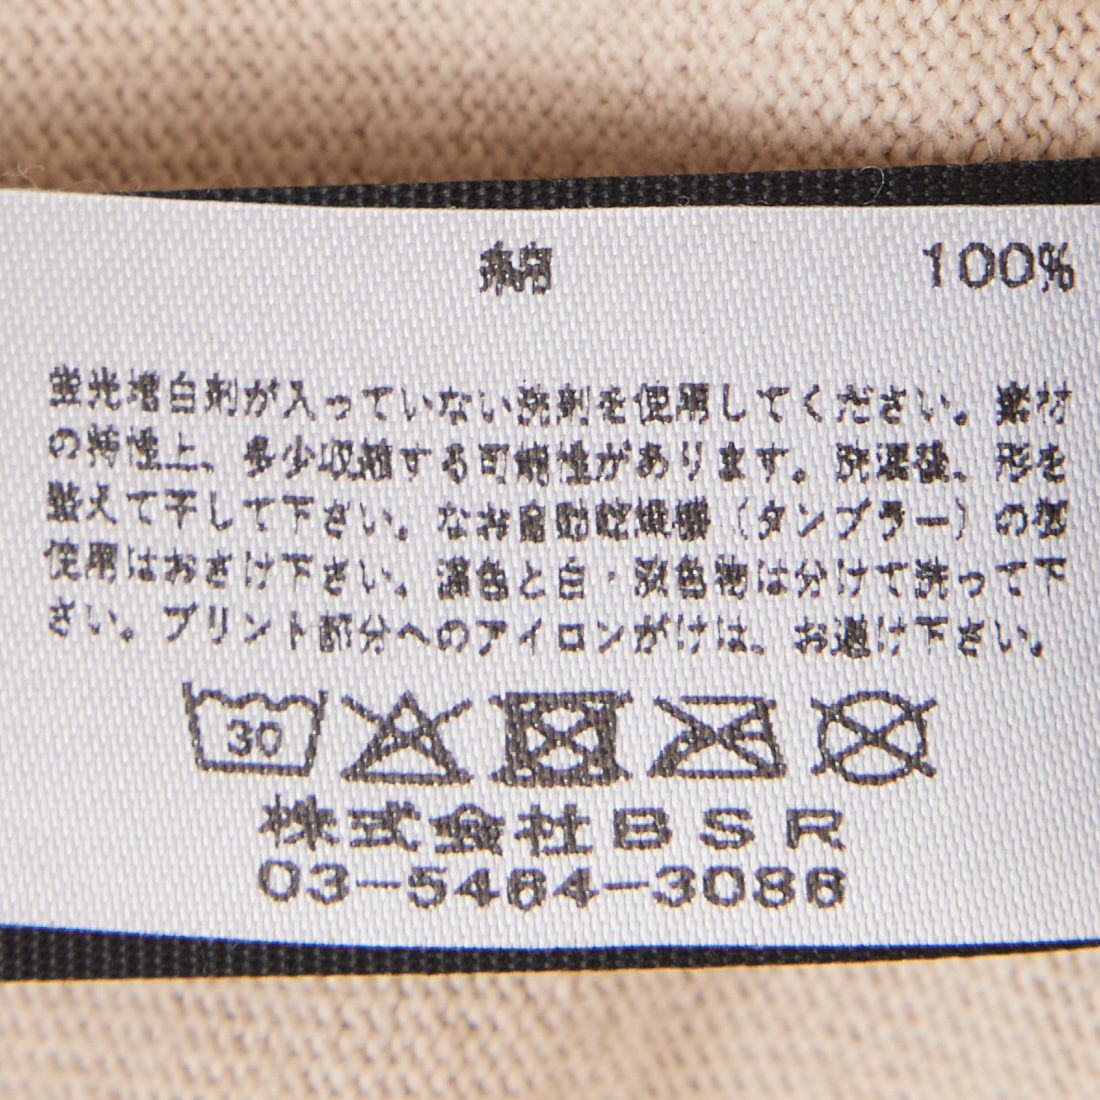 綿 100%
蛍光増白剤が入っていない洗剤を使用してください。素材
の特性上、多少収縮する可能性があります。洗濯後、形を
整えて干して下さい。なお自動乾燥機（タンブラー）の御
使用はおさけ下さい。濃色と白・淡色物は分けて洗って下
さい。プリント部分へのアイロンがけは、お避け下さい。
30
株式会社BSR
03-5464-3086